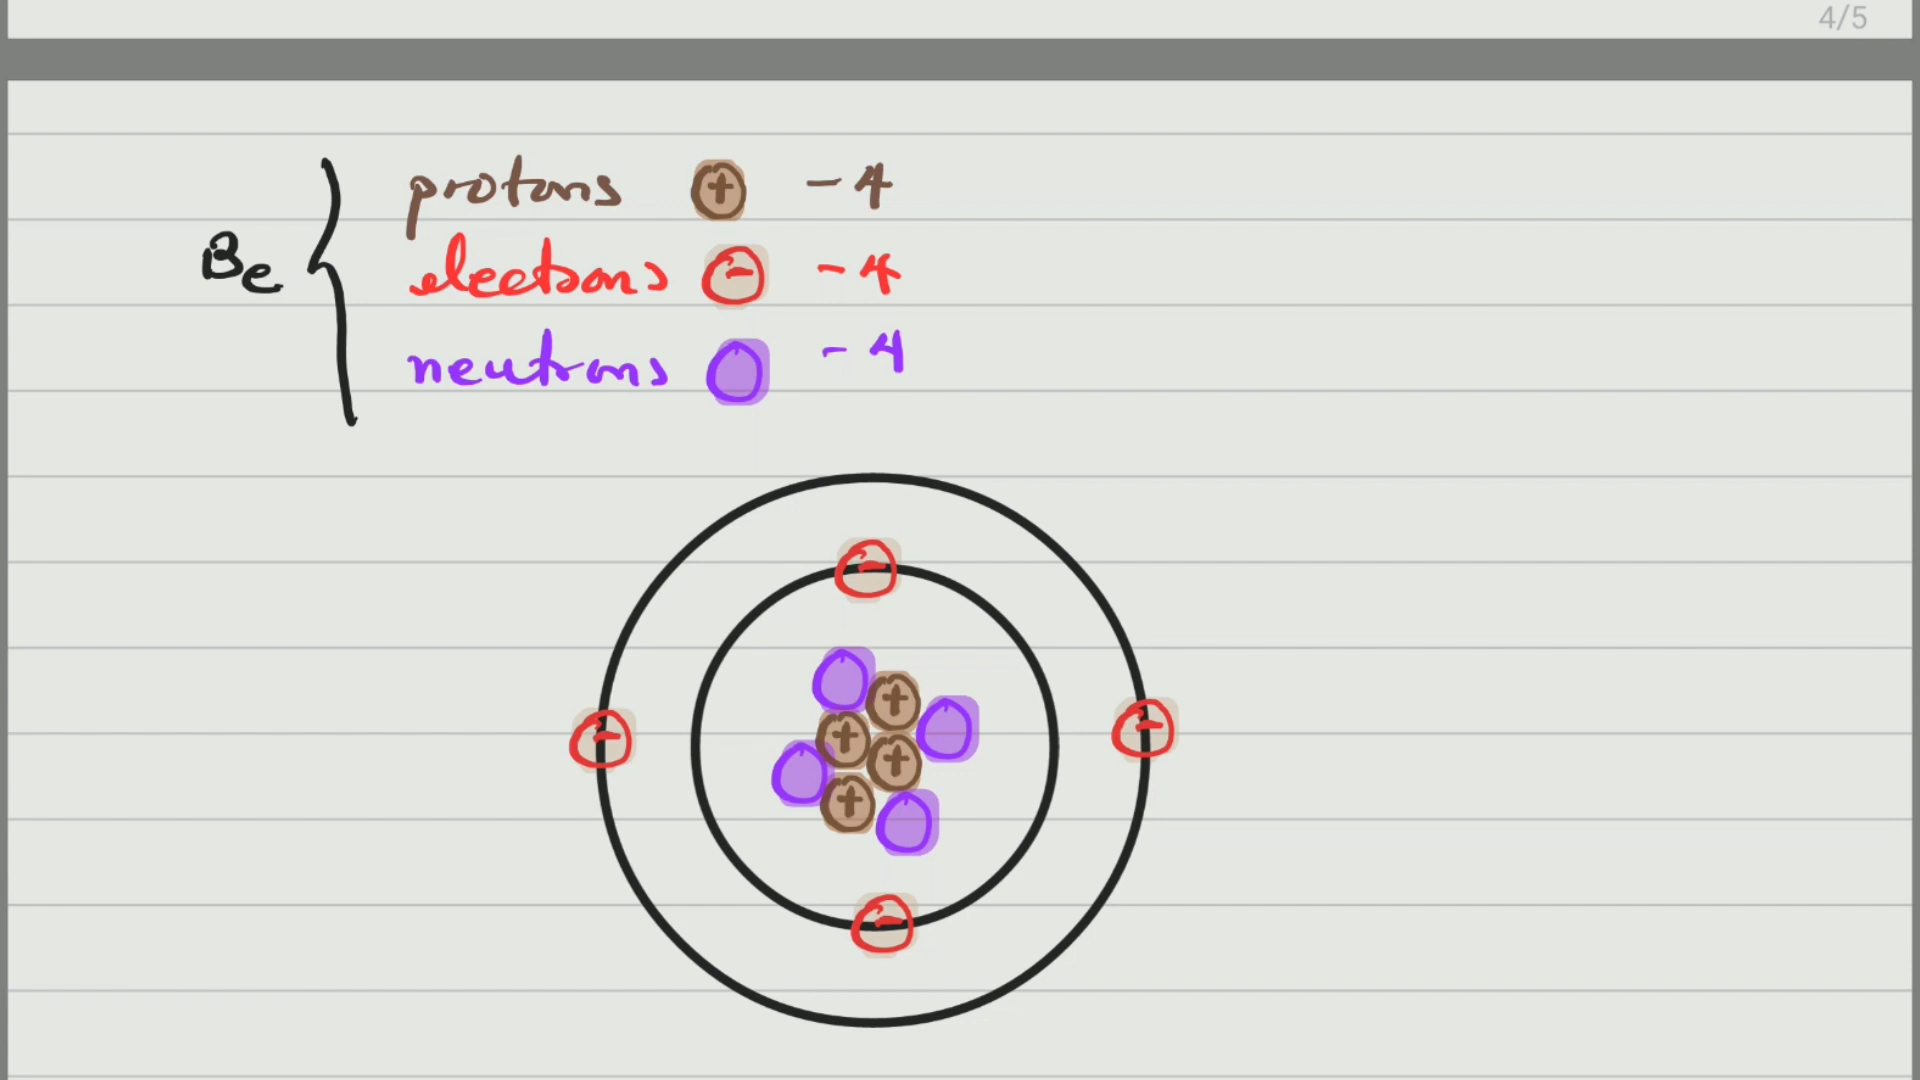 4/5
protons + - 4
Be
electrons - - 4
neutrons - 4